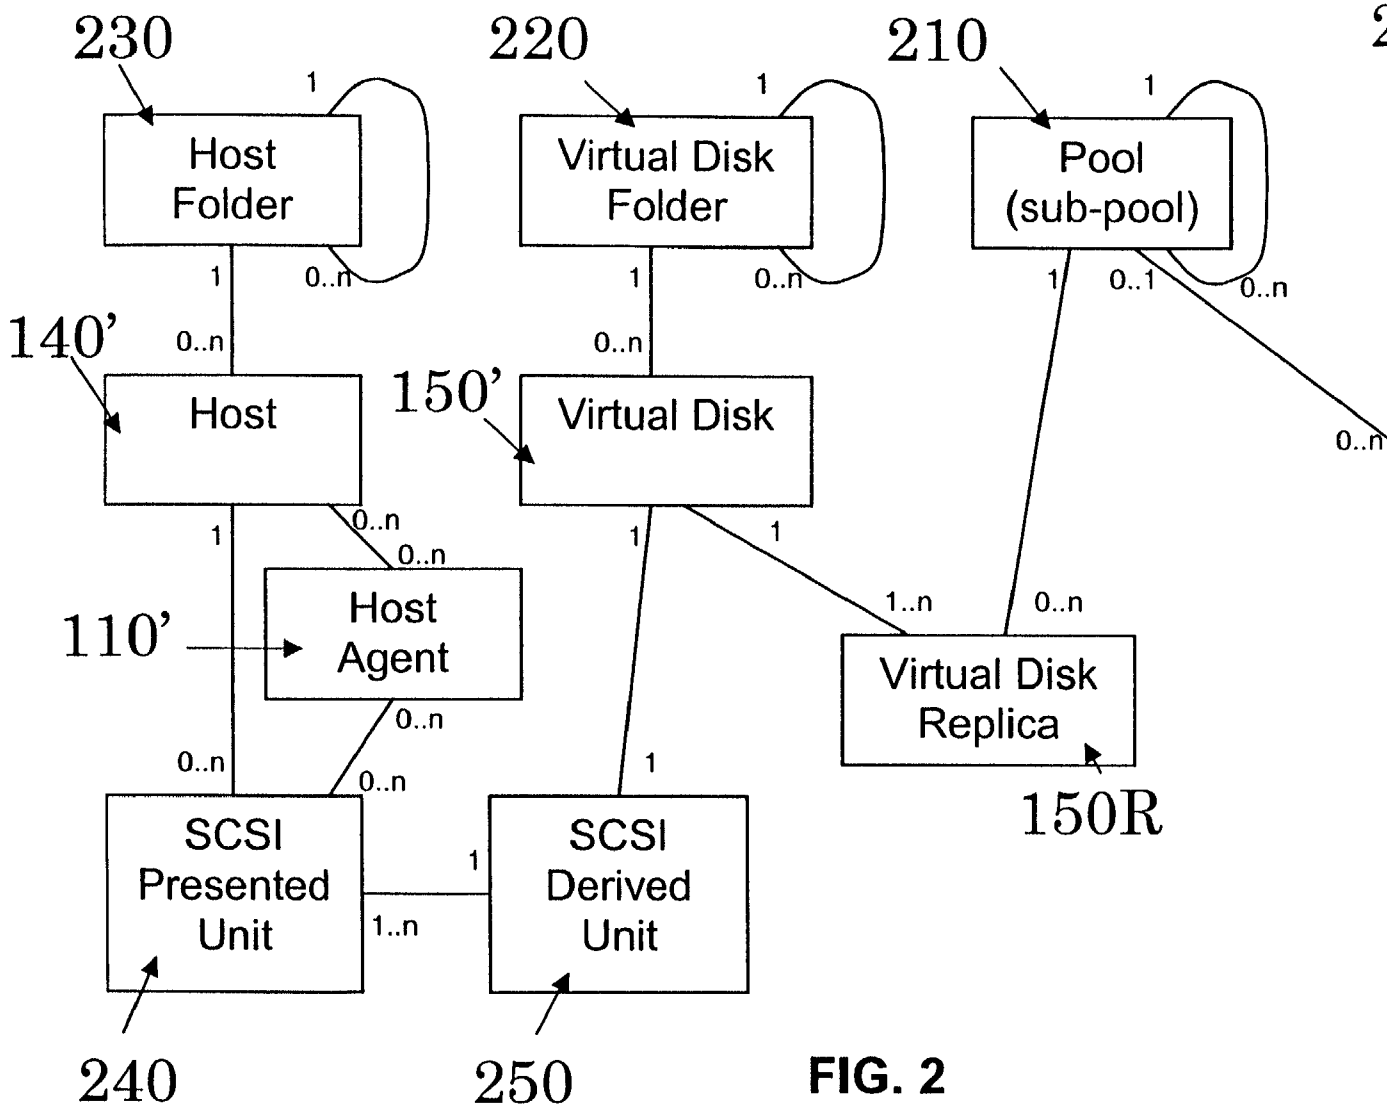 230
220
210
1
1
1
Host
Folder
Virtual Disk
Folder
Pool
(sub-pool)
1
0..n
1
0..n
1
0..1
0..n
140'
0..n
0..n
150'
Host
Virtual Disk
0..n
1
0..n
0..n
1
1
110'
Host
Agent
1..n
0..n
0..n
Virtual Disk
Replica
0..n
0..n
1
150R
SCSI
Presented
Unit
1
1..n
SCSI
Derived
Unit
240
250
FIG. 2